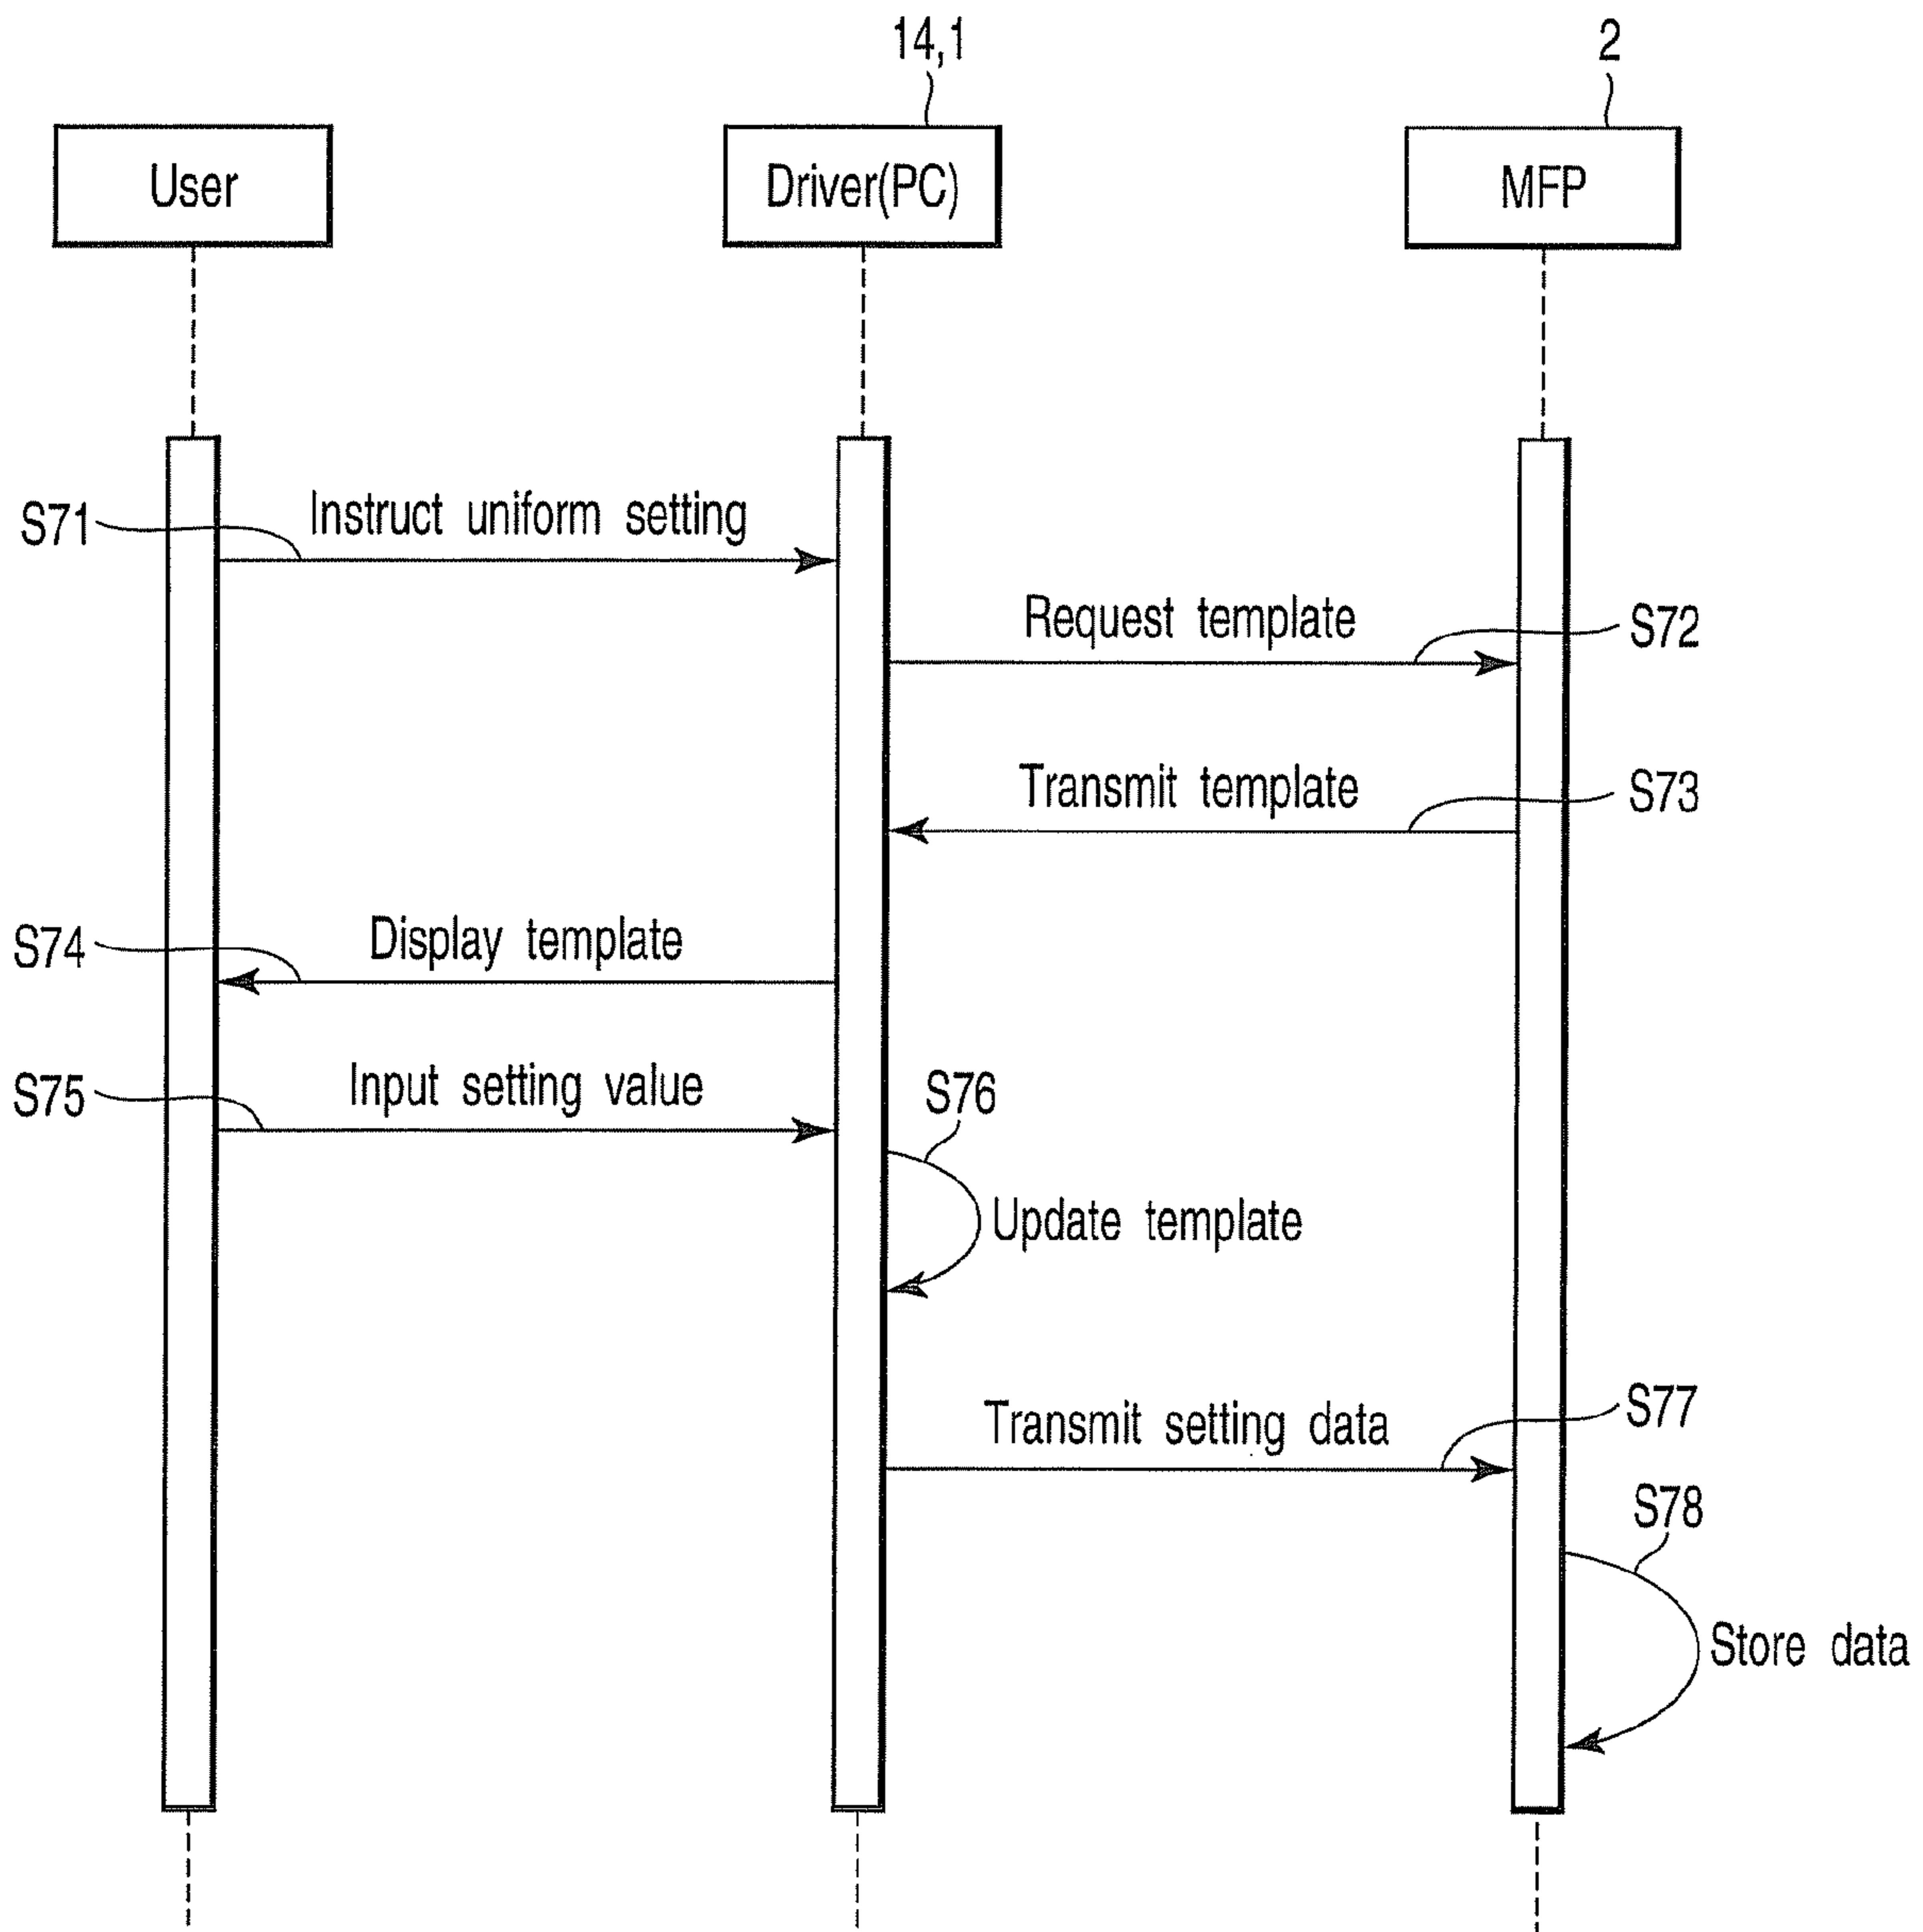 14,1
2
User
Driver(PC)
MFP
S71
Instruct uniform setting
Request template
S72
Transmit template
S73
S74
Display template
S75
Input setting value
S76
Update template
Transmit setting data
S77
S78
Store data